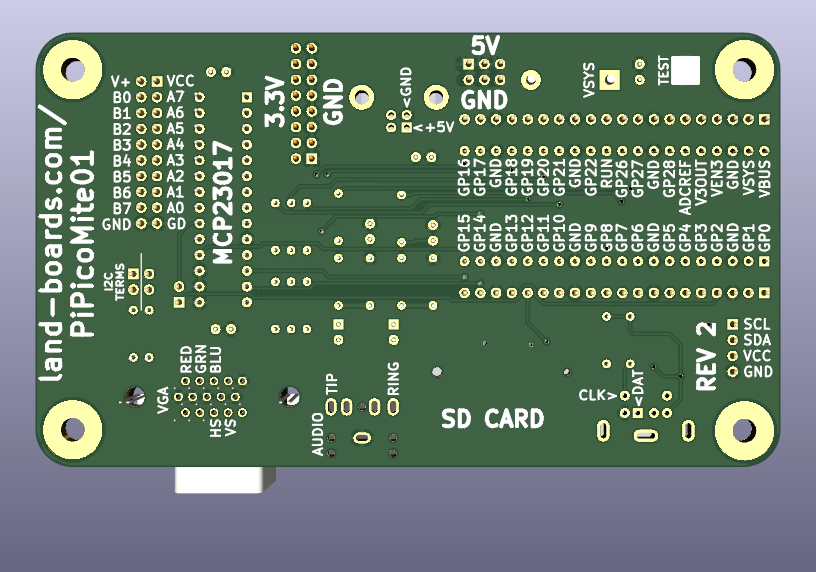 land-boards.com/
PiPicoMite01
V+ VCC
B0 A7
B1 A6
B2 A5
B3 A4
B4 A3
B5 A2
B6 A1
B7 A0
GND GD
MCP23017
3.3V
GND
<GND
<+5V
5V
GND
VSYS
TEST
GP16
GP17
GND
GP18
GP19
GP20
GP21
GND
GP22
RUN
GP26
GP27
GND
GP28
ADCREF
V3OUT
VEN3
GND
VSYS
VBUS
GP15
GP14
GND
GP13
GP12
GP11
GP10
GND
GP9
GP8
GP7
GP6
GND
GP5
GP4
GP3
GP2
GND
GP1
GP0
I2C
TERMS
RED
GRN
BLU
VGA
HS
VS
TIP
RING
AUDIO
SD CARD
CLK>
<DAT
REV 2
SCL
SDA
VCC
GND